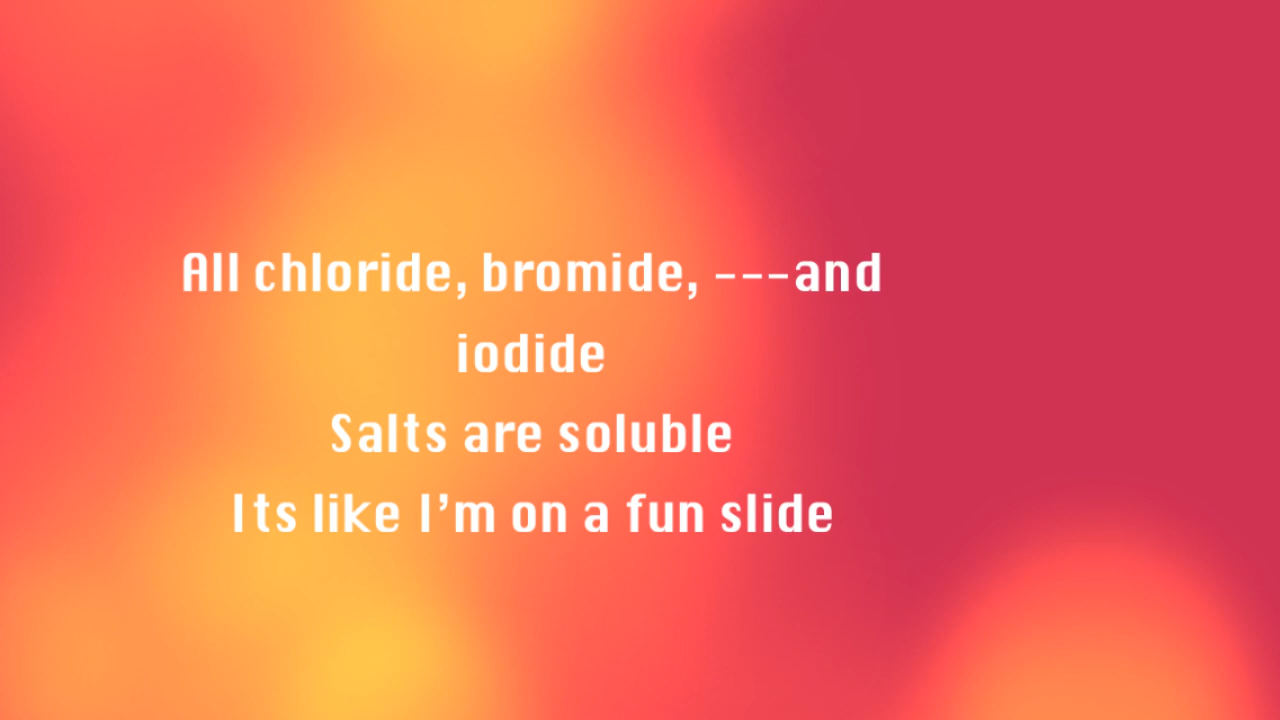 All chloride, bromide, ---and
iodide
Salts are soluble
Its like I'm on a fun slide